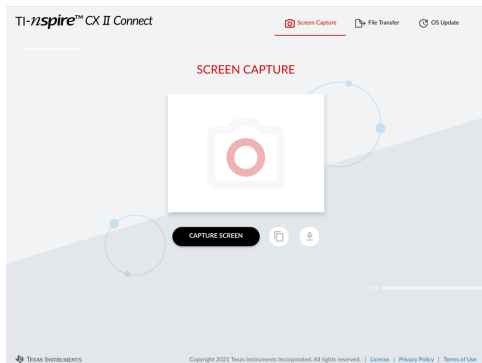 TI-nspire™ CX II Connect
Screen Capture
File Transfer
OS Update
SCREEN CAPTURE
CAPTURE SCREEN
TEXAS INSTRUMENTS
Copyright 2021 Texas Instruments Incorporated. All rights reserved. | License | Privacy Policy | Terms of Use